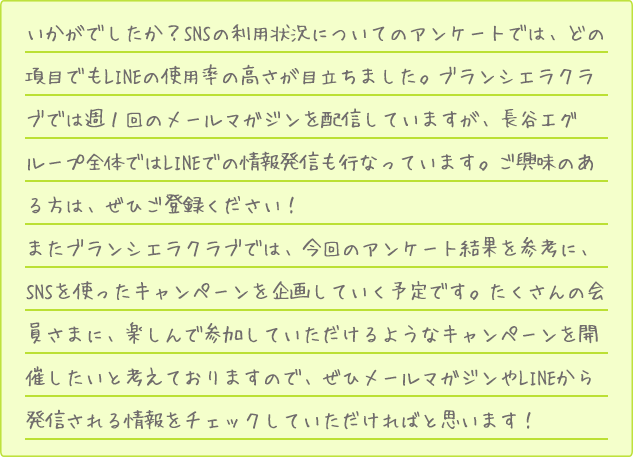 いかがでしたか？SNSの利用状況についてのアンケートでは、どの
項目でもLINEの使用率の高さが目立ちました。ブランシエラクラ
ブでは週１回のメールマガジンを配信していますが、長谷工グ
ループ全体ではLINEでの情報発信も行なっています。ご興味のあ
る方は、ぜひご登録ください！
またブランシエラクラブでは、今回のアンケート結果を参考に、
SNSを使ったキャンペーンを企画していく予定です。たくさんの会
員さまに、楽しんで参加していただけるようなキャンペーンを開
催したいと考えておりますので、ぜひメールマガジンやLINEから
発信される情報をチェックしていただければと思います！